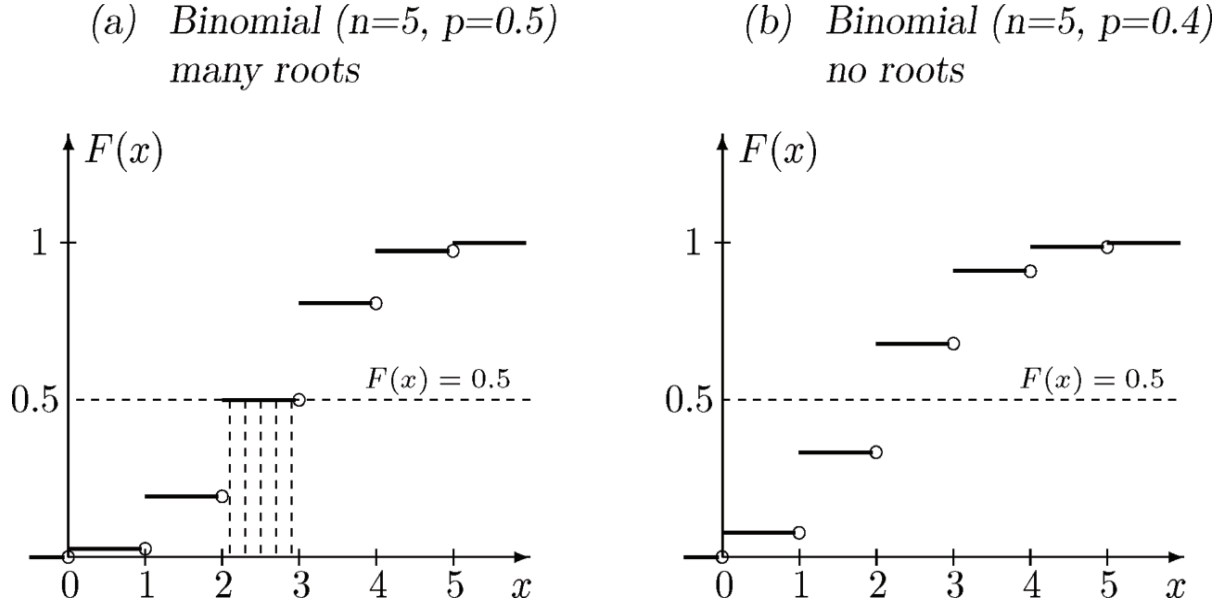 (a) Binomial (n=5, p=0.5)
many roots
F(x)
1
0.5
F(x) = 0.5
0 1 2 3 4 5 x
(b) Binomial (n=5, p=0.4)
no roots
F(x)
1
0.5
F(x) = 0.5
0 1 2 3 4 5 x